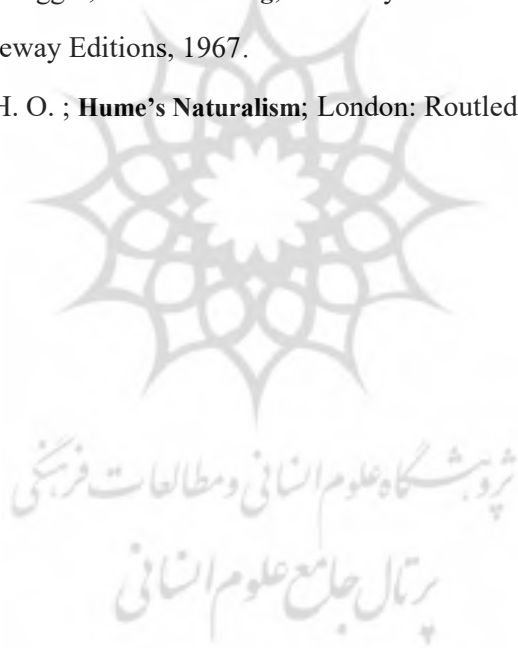 eway Editions, 1967.
H. O. ; Hume's Naturalism; London: Routled
پژوهشگاه علوم انسانی و مطالعات فرهنگی
پرتال جامع علوم انسانی